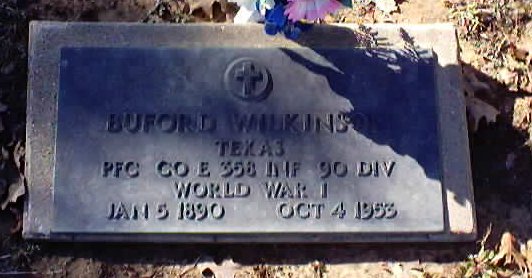 BUFORD WILKINSON
TEXAS
PFC CO E 358 INF 90 DIV
WORLD WAR I
JAN 5 1890 OCT 4 1953